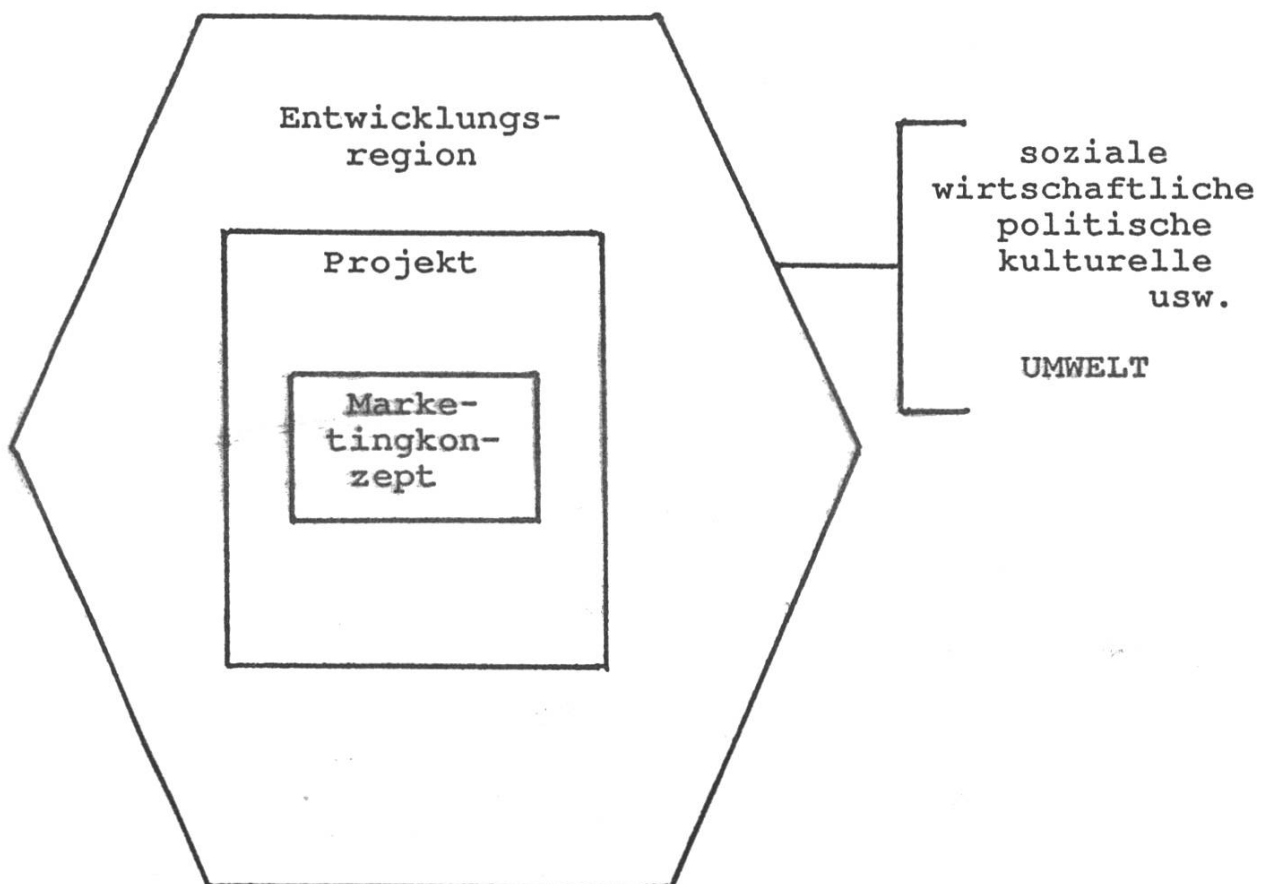 Entwicklungs-
region
Projekt
Marke-
tingkon-
zept
soziale
wirtschaftliche
politische
kulturelle
usw.
UMWELT